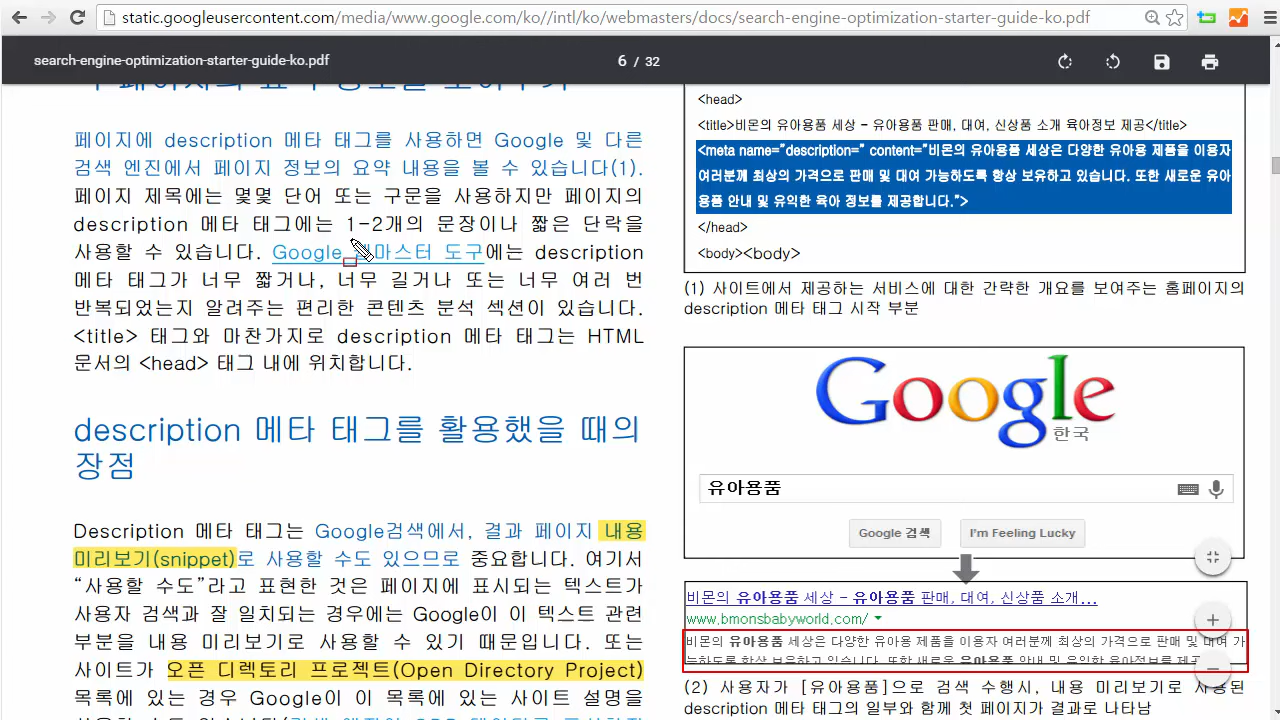 static.googleusercontent.com/media/www.google.com/ko//intl/ko/webmasters/docs/search-engine-optimization-starter-guide-ko.pdf
search-engine-optimization-starter-guide-ko.pdf
6 / 32
페이지에 description 메타 태그를 사용하면 Google 및 다른
검색 엔진에서 페이지 정보의 요약 내용을 볼 수 있습니다(1).
페이지 제목에는 몇몇 단어 또는 구문을 사용하지만 페이지의
description 메타 태그에는 1-2개의 문장이나 짧은 단락을
사용할 수 있습니다. Google 웹마스터 도구에는 description
메타 태그가 너무 짧거나, 너무 길거나 또는 너무 여러 번
반복되었는지 알려주는 편리한 콘텐츠 분석 섹션이 있습니다.
<title> 태그와 마찬가지로 description 메타 태그는 HTML
문서의 <head> 태그 내에 위치합니다.
description 메타 태그를 활용했을 때의
장점
Description 메타 태그는 Google검색에서, 결과 페이지 내용
미리보기(snippet)로 사용할 수도 있으므로 중요합니다. 여기서
“사용할 수도”라고 표현한 것은 페이지에 표시되는 텍스트가
사용자 검색과 잘 일치되는 경우에는 Google이 이 텍스트 관련
부분을 내용 미리보기로 사용할 수 있기 때문입니다. 또는
사이트가 오픈 디렉토리 프로젝트(Open Directory Project)
목록에 있는 경우 Google이 이 목록에 있는 사이트 설명을
<head>
<title>비몬의 유아용품 세상 - 유아용품 판매, 대여, 신상품 소개 육아정보 제공</title>
<meta name="description=" content="비몬의 유아용품 세상은 다양한 유아용 제품을 이용자
여러분께 최상의 가격으로 판매 및 대여 가능하도록 항상 보유하고 있습니다. 또한 새로운 유아
용품 안내 및 유익한 육아 정보를 제공합니다.">
</head>
<body><body>
(1) 사이트에서 제공하는 서비스에 대한 간략한 개요를 보여주는 홈페이지의
description 메타 태그 시작 부분
Google
한국
유아용품
Google 검색
I'm Feeling Lucky
비몬의 유아용품 세상 - 유아용품 판매, 대여, 신상품 소개...
www.bmonsbabyworld.com/
비몬의 유아용품 세상은 다양한 유아용 제품을 이용자 여러분께 최상의 가격으로 판매 및 대여 가
능하도록 항상 보유하고 있습니다. 또한 새로운 유아용품 안내 및 유익한 육아정보를
(2) 사용자가 [유아용품]으로 검색 수행시, 내용 미리보기로 사용된
description 메타 태그의 일부와 함께 첫 페이지가 결과로 나타남